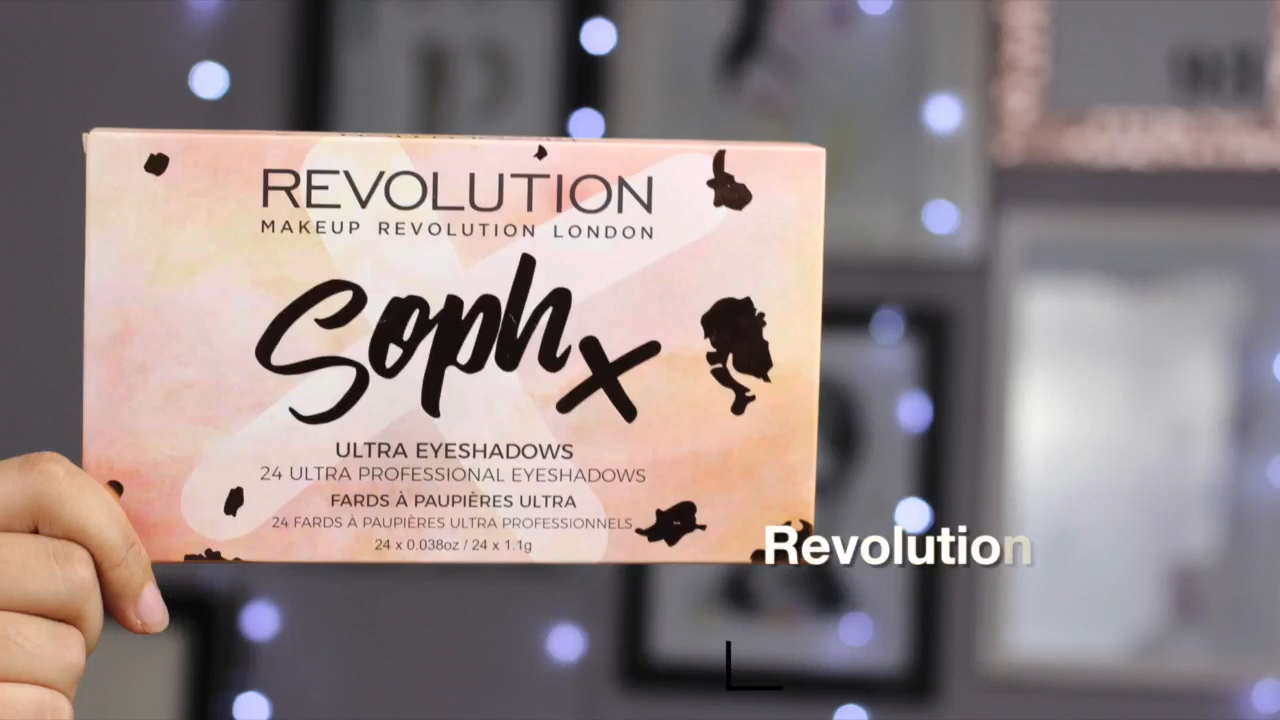 REVOLUTION
MAKEUP REVOLUTION LONDON
Soph x
ULTRA EYESHADOWS
24 ULTRA PROFESSIONAL EYESHADOWS
FARDS À PAUPIÈRES ULTRA
24 FARDS À PAUPIÈRES ULTRA PROFESSIONNELS
24 x 0.038oz / 24 x 1.1g
Revolution